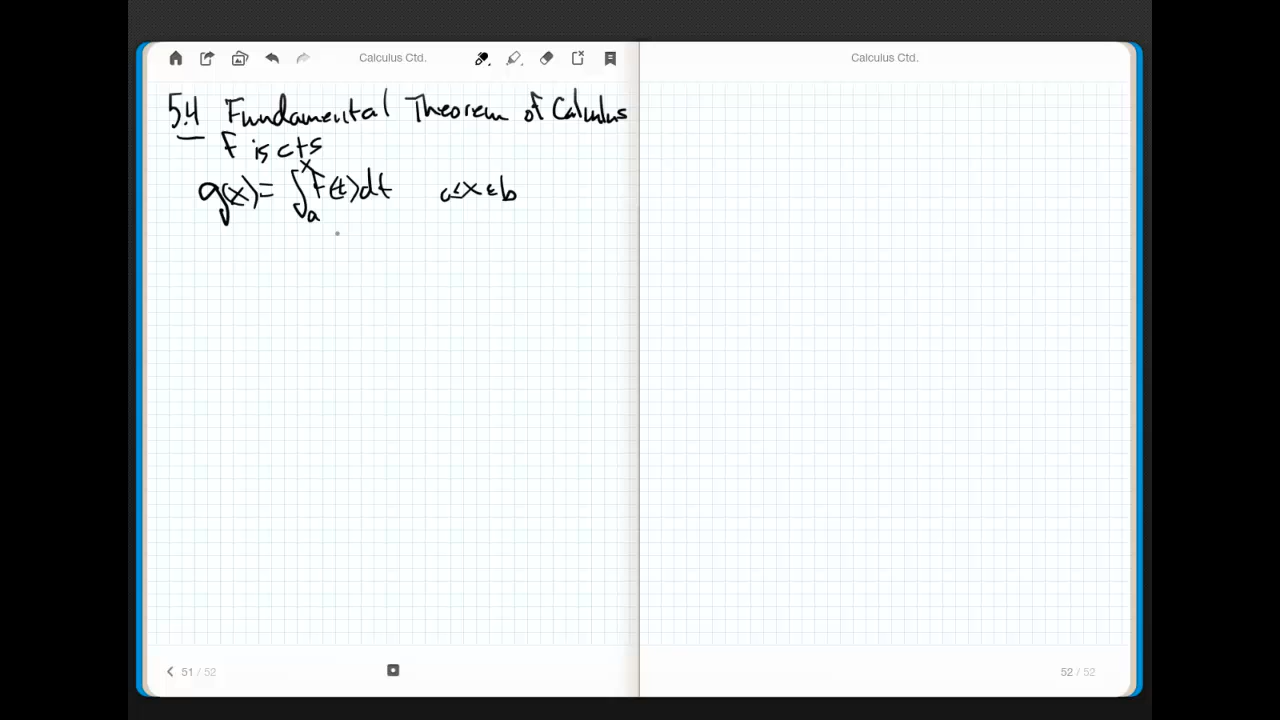 Calculus Ctd.
5.4 Fundamental Theorem of Calculus
f is cts
g(x) = ∫ₐˣ f(t)dt a≤x≤b
51 / 52
Calculus Ctd.
52 / 52